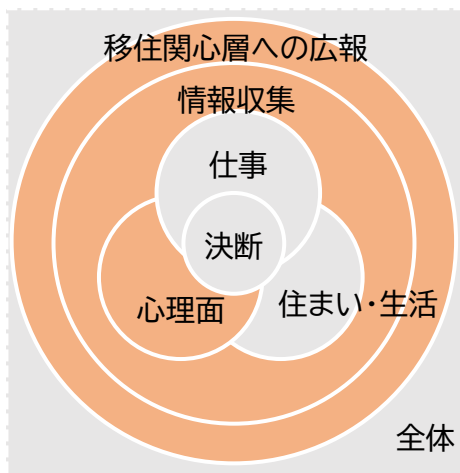 移住関心層への広報
情報収集
仕事
決断
心理面
住まい・生活
全体